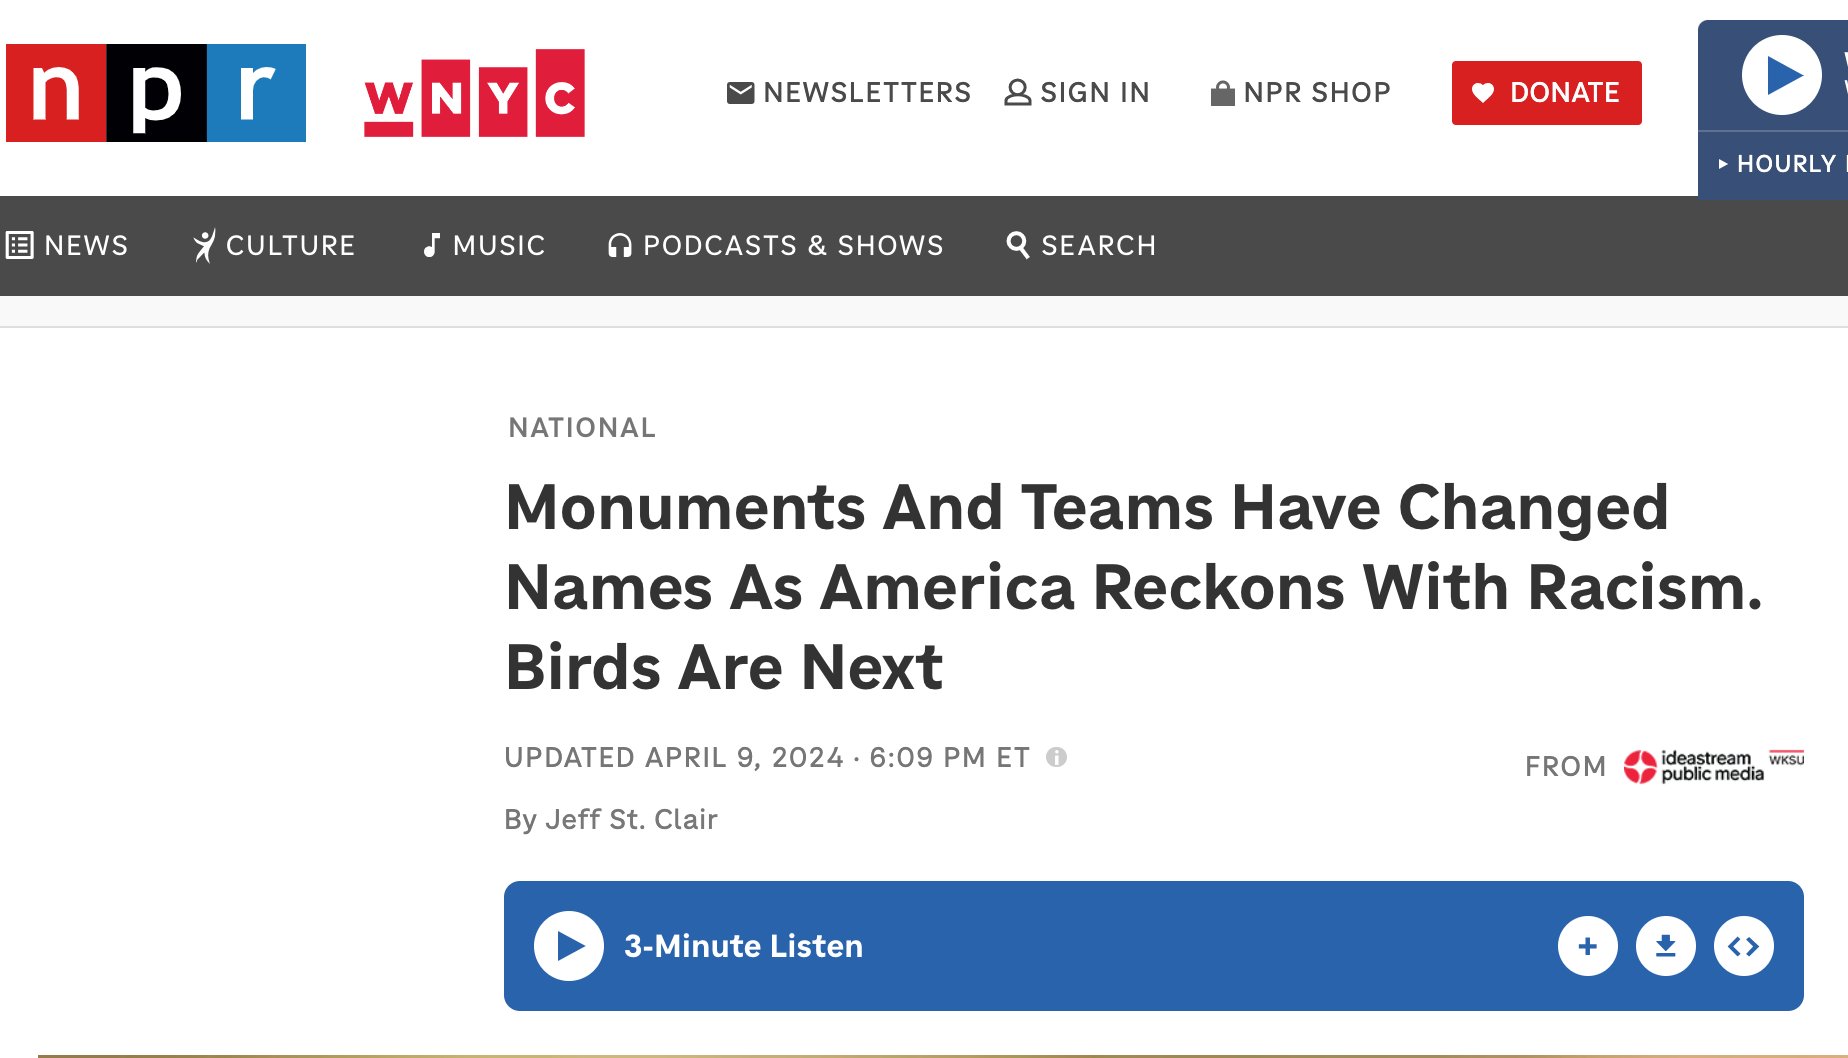 npr
WNYC
NEWSLETTERS
SIGN IN
NPR SHOP
DONATE
HOURLY
NEWS
CULTURE
MUSIC
PODCASTS & SHOWS
SEARCH
NATIONAL
Monuments And Teams Have Changed
Names As America Reckons With Racism.
Birds Are Next
UPDATED APRIL 9, 2024 · 6:09 PM ET
FROM
ideastream
public media
WKSU
By Jeff St. Clair
3-Minute Listen